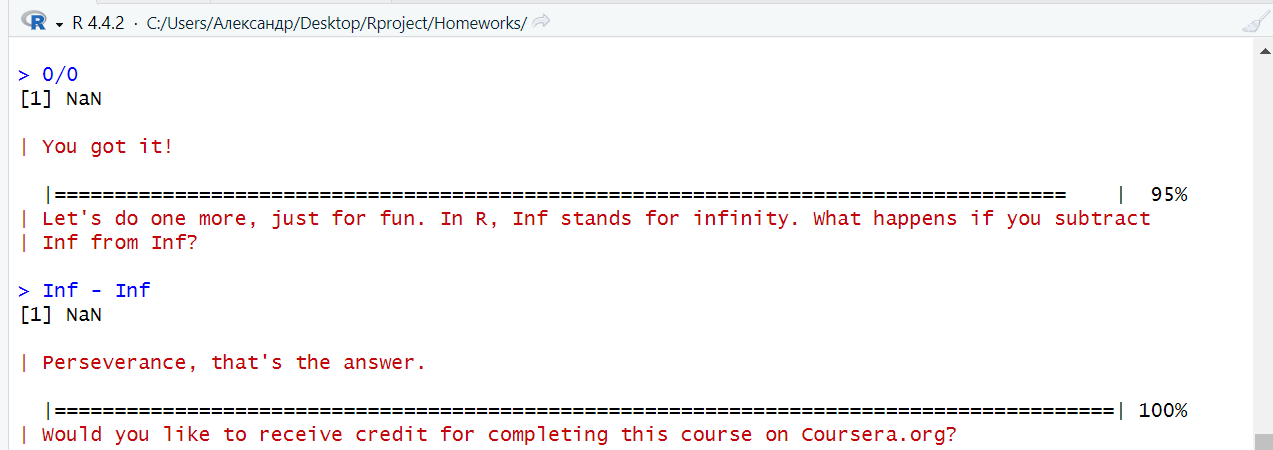 R R 4.4.2 · C:/Users/Александр/Desktop/Rproject/Homeworks/
> 0/0
[1] NaN
| You got it!
|====================================================================================    |  95%
| Let's do one more, just for fun. In R, Inf stands for infinity. What happens if you subtract
| Inf from Inf?
> Inf - Inf
[1] NaN
| Perseverance, that's the answer.
|========================================================================================| 100%
| Would you like to receive credit for completing this course on Coursera.org?